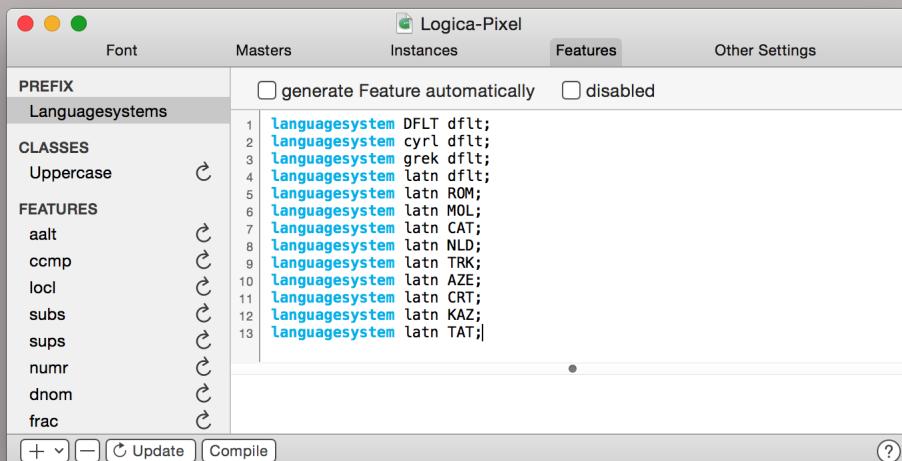 Logica-Pixel
Font Masters Instances Features Other Settings
PREFIX
Languagesystems
CLASSES
Uppercase
FEATURES
aalt
ccmp
locl
subs
sups
numr
dnom
frac
generate Feature automatically disabled
1 languagesystem DFLT dflt;
2 languagesystem cyrl dflt;
3 languagesystem grek dflt;
4 languagesystem latn dflt;
5 languagesystem latn ROM;
6 languagesystem latn MOL;
7 languagesystem latn CAT;
8 languagesystem latn NLD;
9 languagesystem latn TRK;
10 languagesystem latn AZE;
11 languagesystem latn CRT;
12 languagesystem latn KAZ;
13 languagesystem latn TAT;
+ — Update Compile ?